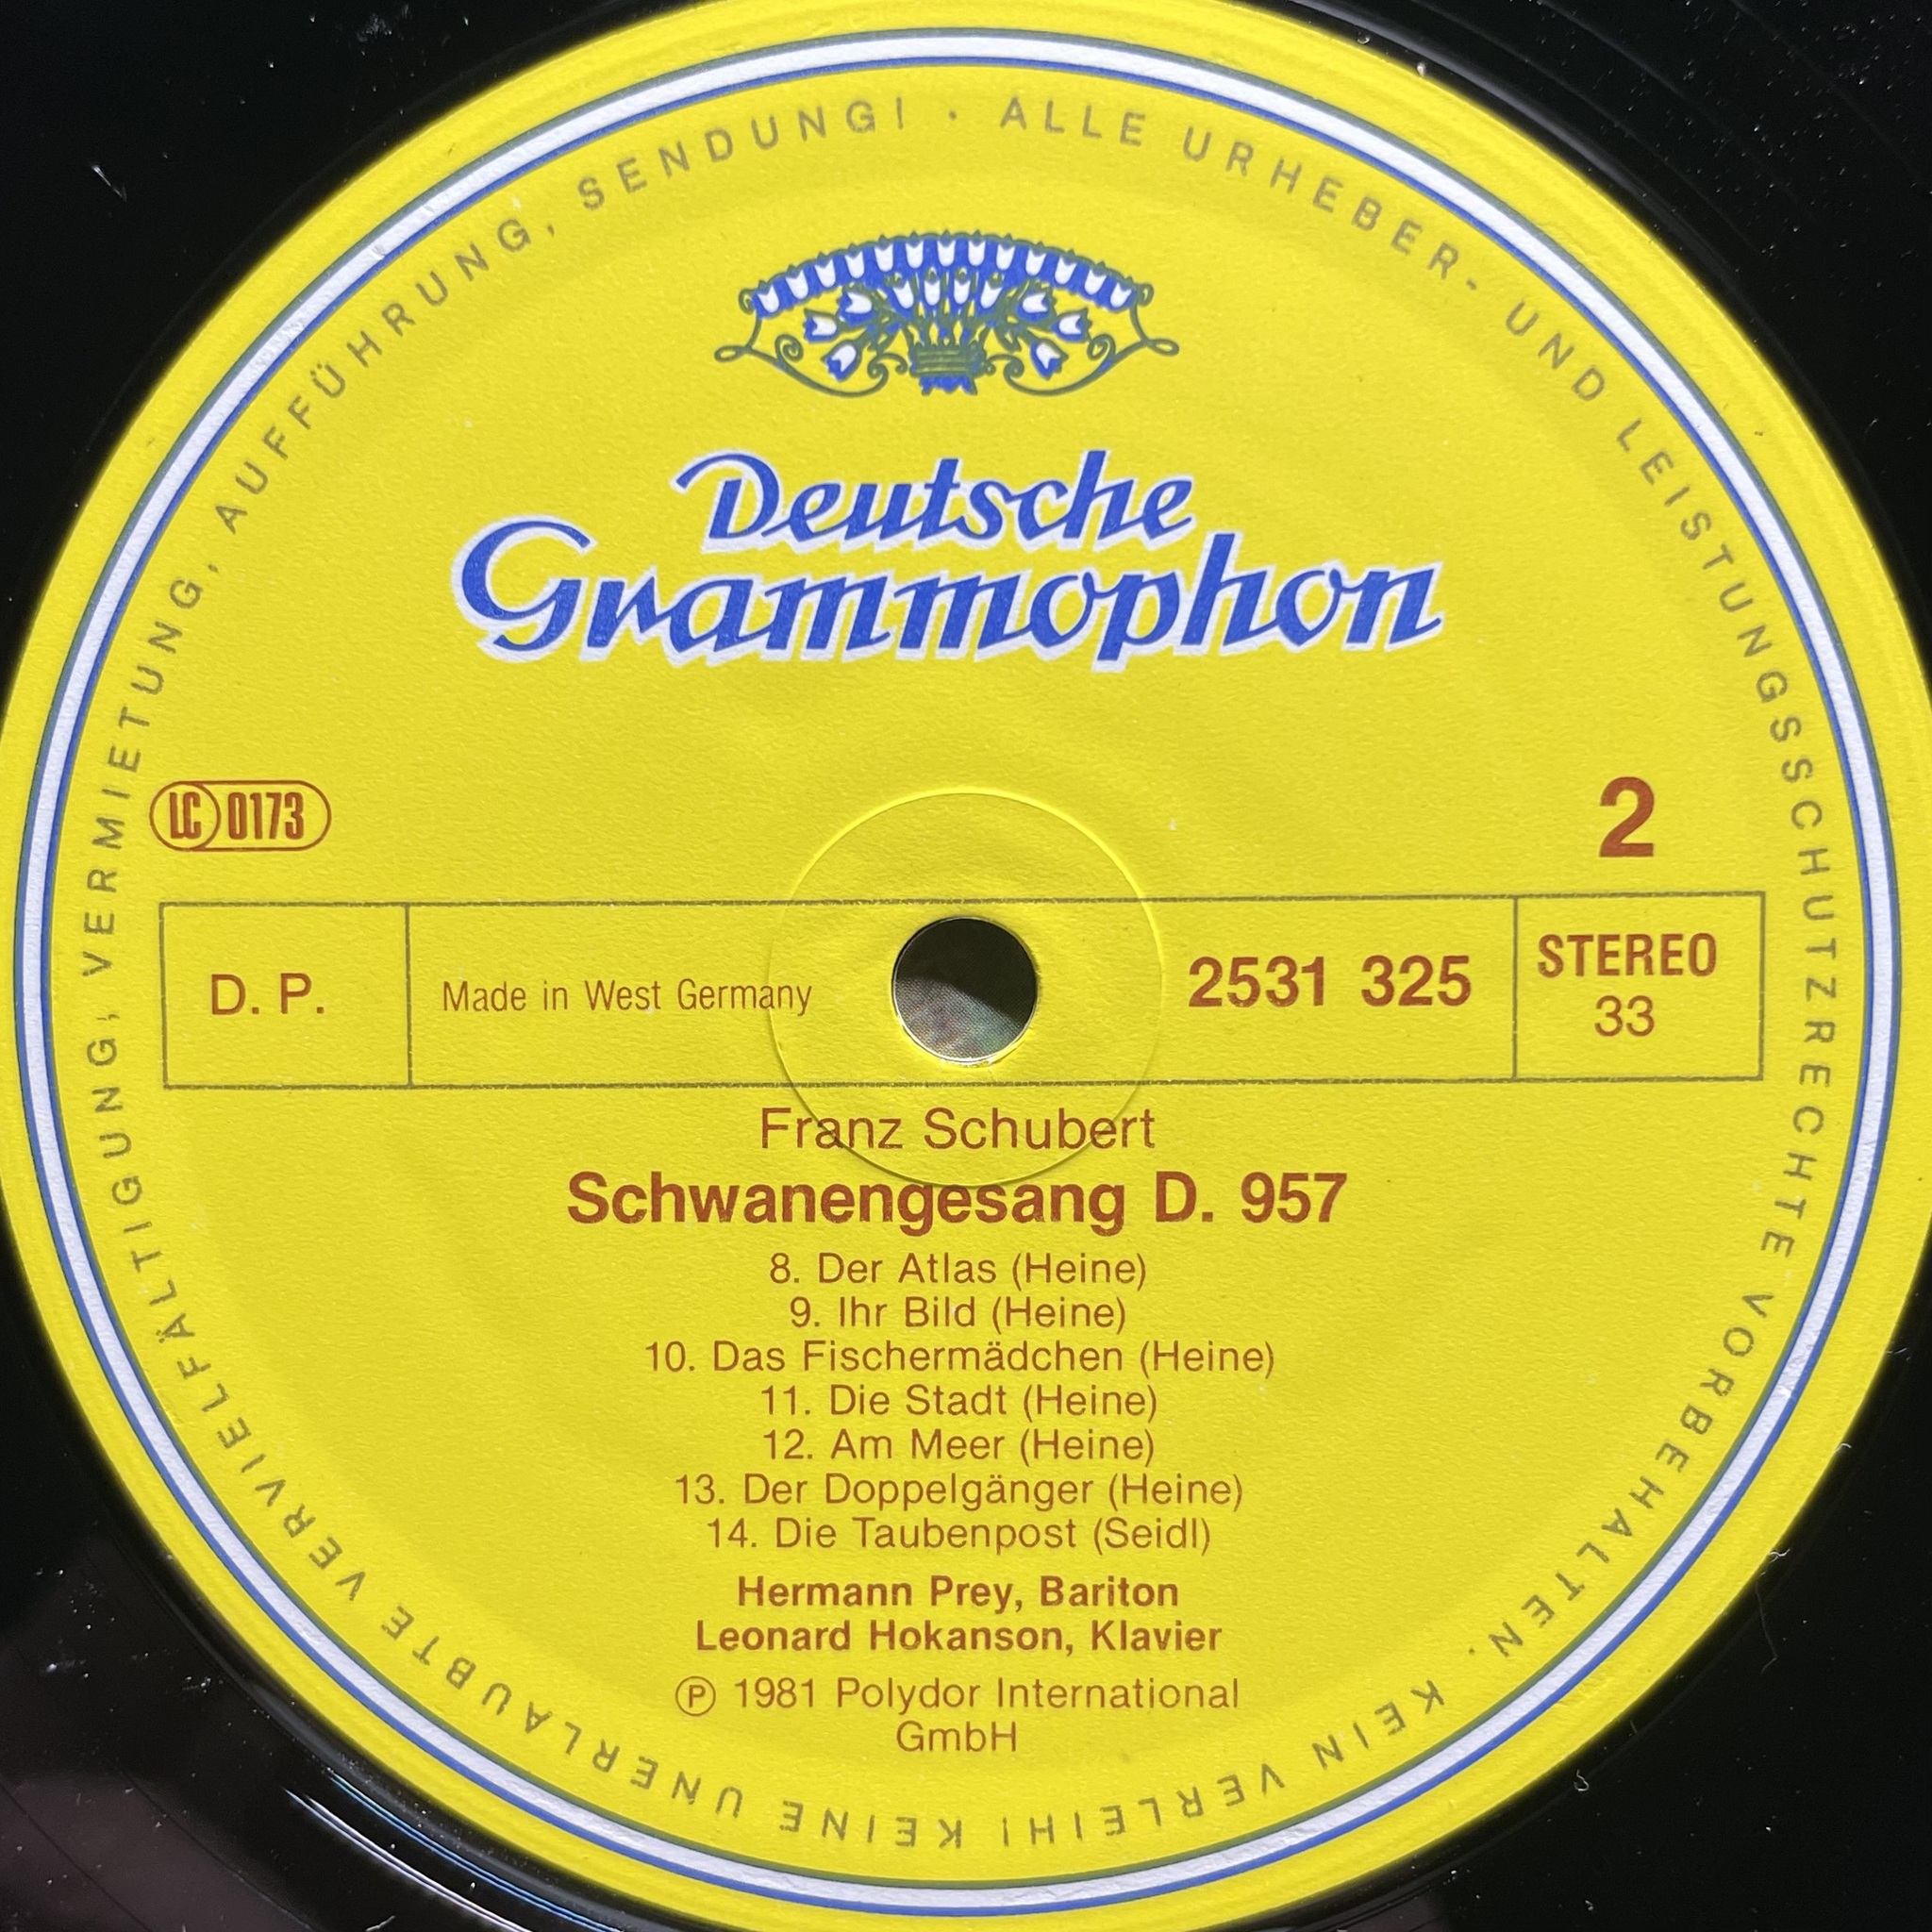 ALLE URHEBER- UND LEISTUNGSSCHUTZRECHTE VORBEHALTEN · KEIN VERLEIH! KEINE UNERLAUBTE VERVIELFÄLTIGUNG, VERMIETUNG, AUFFÜHRUNG, SENDUNG! ·
Deutsche
Grammophon
LC 0173
2
D. P.
Made in West Germany
2531 325
STEREO
33
Franz Schubert
Schwanengesang D. 957
8. Der Atlas (Heine)
9. Ihr Bild (Heine)
10. Das Fischermädchen (Heine)
11. Die Stadt (Heine)
12. Am Meer (Heine)
13. Der Doppelgänger (Heine)
14. Die Taubenpost (Seidl)
Hermann Prey, Bariton
Leonard Hokanson, Klavier
℗ 1981 Polydor International
GmbH